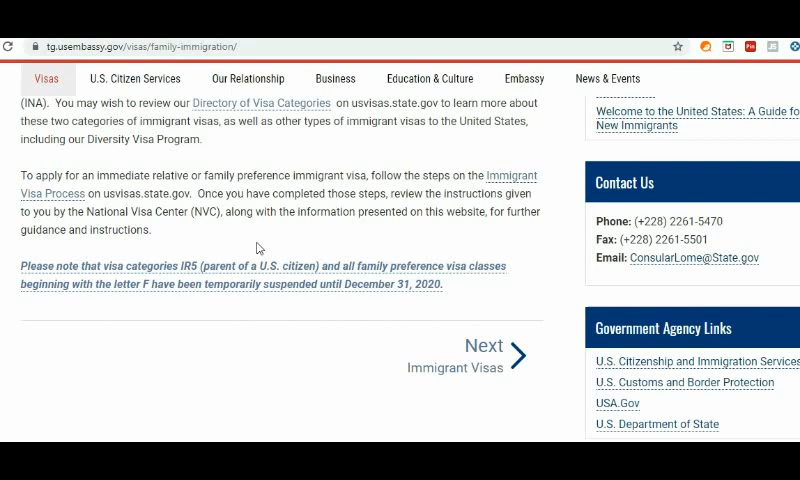 tg.usembassy.gov/visas/family-immigration/
Visas U.S. Citizen Services Our Relationship Business Education & Culture Embassy News & Events
(INA). You may wish to review our Directory of Visa Categories on usvisas.state.gov to learn more about
these two categories of immigrant visas, as well as other types of immigrant visas to the United States,
including our Diversity Visa Program.
To apply for an immediate relative or family preference immigrant visa, follow the steps on the Immigrant
Visa Process on usvisas.state.gov. Once you have completed those steps, review the instructions given
to you by the National Visa Center (NVC), along with the information presented on this website, for further
guidance and instructions.
Please note that visa categories IR5 (parent of a U.S. citizen) and all family preference visa classes
beginning with the letter F have been temporarily suspended until December 31, 2020.
Next
Immigrant Visas
Welcome to the United States: A Guide fo
New Immigrants
Contact Us
Phone: (+228) 2261-5470
Fax: (+228) 2261-5501
Email: ConsularLome@State.gov
Government Agency Links
U.S. Citizenship and Immigration Services
U.S. Customs and Border Protection
USA.Gov
U.S. Department of State